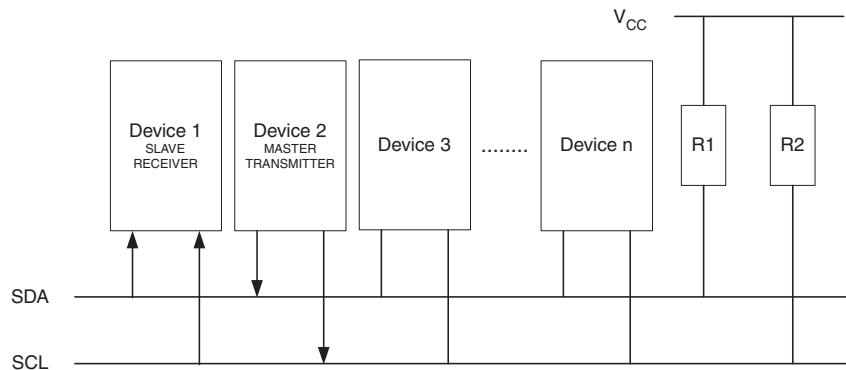 V_CC
Device 1
SLAVE
RECEIVER
Device 2
MASTER
TRANSMITTER
Device 3
........
Device n
R1
R2
SDA
SCL